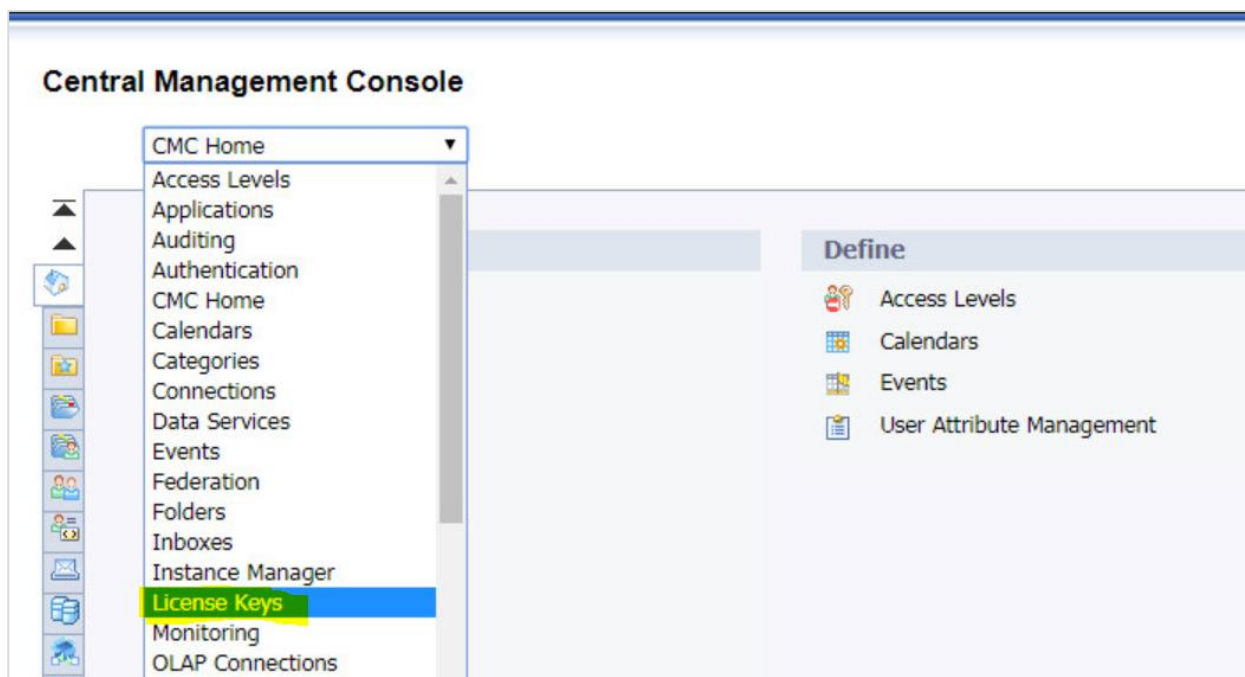 Central Management Console
CMC Home
Access Levels
Applications
Auditing
Authentication
CMC Home
Calendars
Categories
Connections
Data Services
Events
Federation
Folders
Inboxes
Instance Manager
License Keys
Monitoring
OLAP Connections
Define
Access Levels
Calendars
Events
User Attribute Management